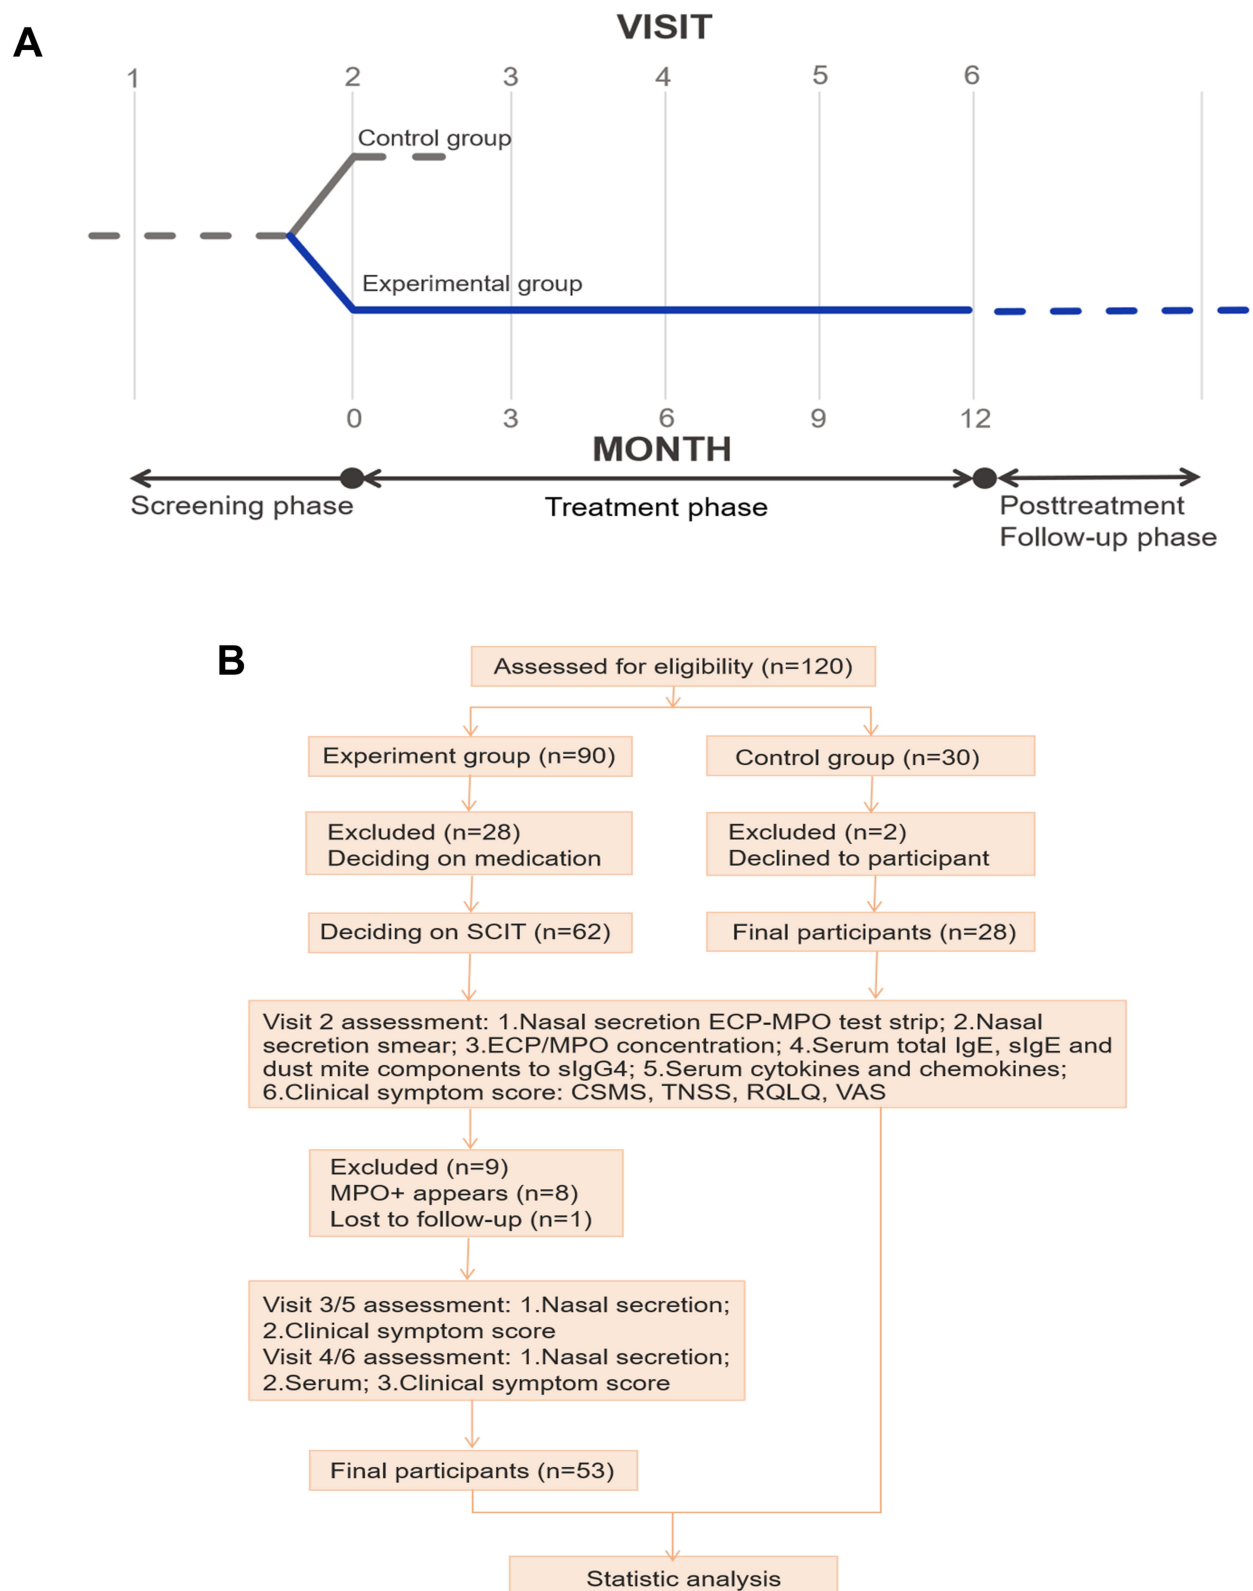 A
VISIT
1 2 3 4 5 6
Control group
Experimental group
0 3 6 9 12
MONTH
Screening phase
Treatment phase
Posttreatment
Follow-up phase
B
Assessed for eligibility (n=120)
Experiment group (n=90)
Control group (n=30)
Excluded (n=28)
Deciding on medication
Excluded (n=2)
Declined to participant
Deciding on SCIT (n=62)
Final participants (n=28)
Visit 2 assessment: 1.Nasal secretion ECP-MPO test strip; 2.Nasal
secretion smear; 3.ECP/MPO concentration; 4.Serum total IgE, sIgE and
dust mite components to sIgG4; 5.Serum cytokines and chemokines;
6.Clinical symptom score: CSMS, TNSS, RQLQ, VAS
Excluded (n=9)
MPO+ appears (n=8)
Lost to follow-up (n=1)
Visit 3/5 assessment: 1.Nasal secretion;
2.Clinical symptom score
Visit 4/6 assessment: 1.Nasal secretion;
2.Serum; 3.Clinical symptom score
Final participants (n=53)
Statistic analysis